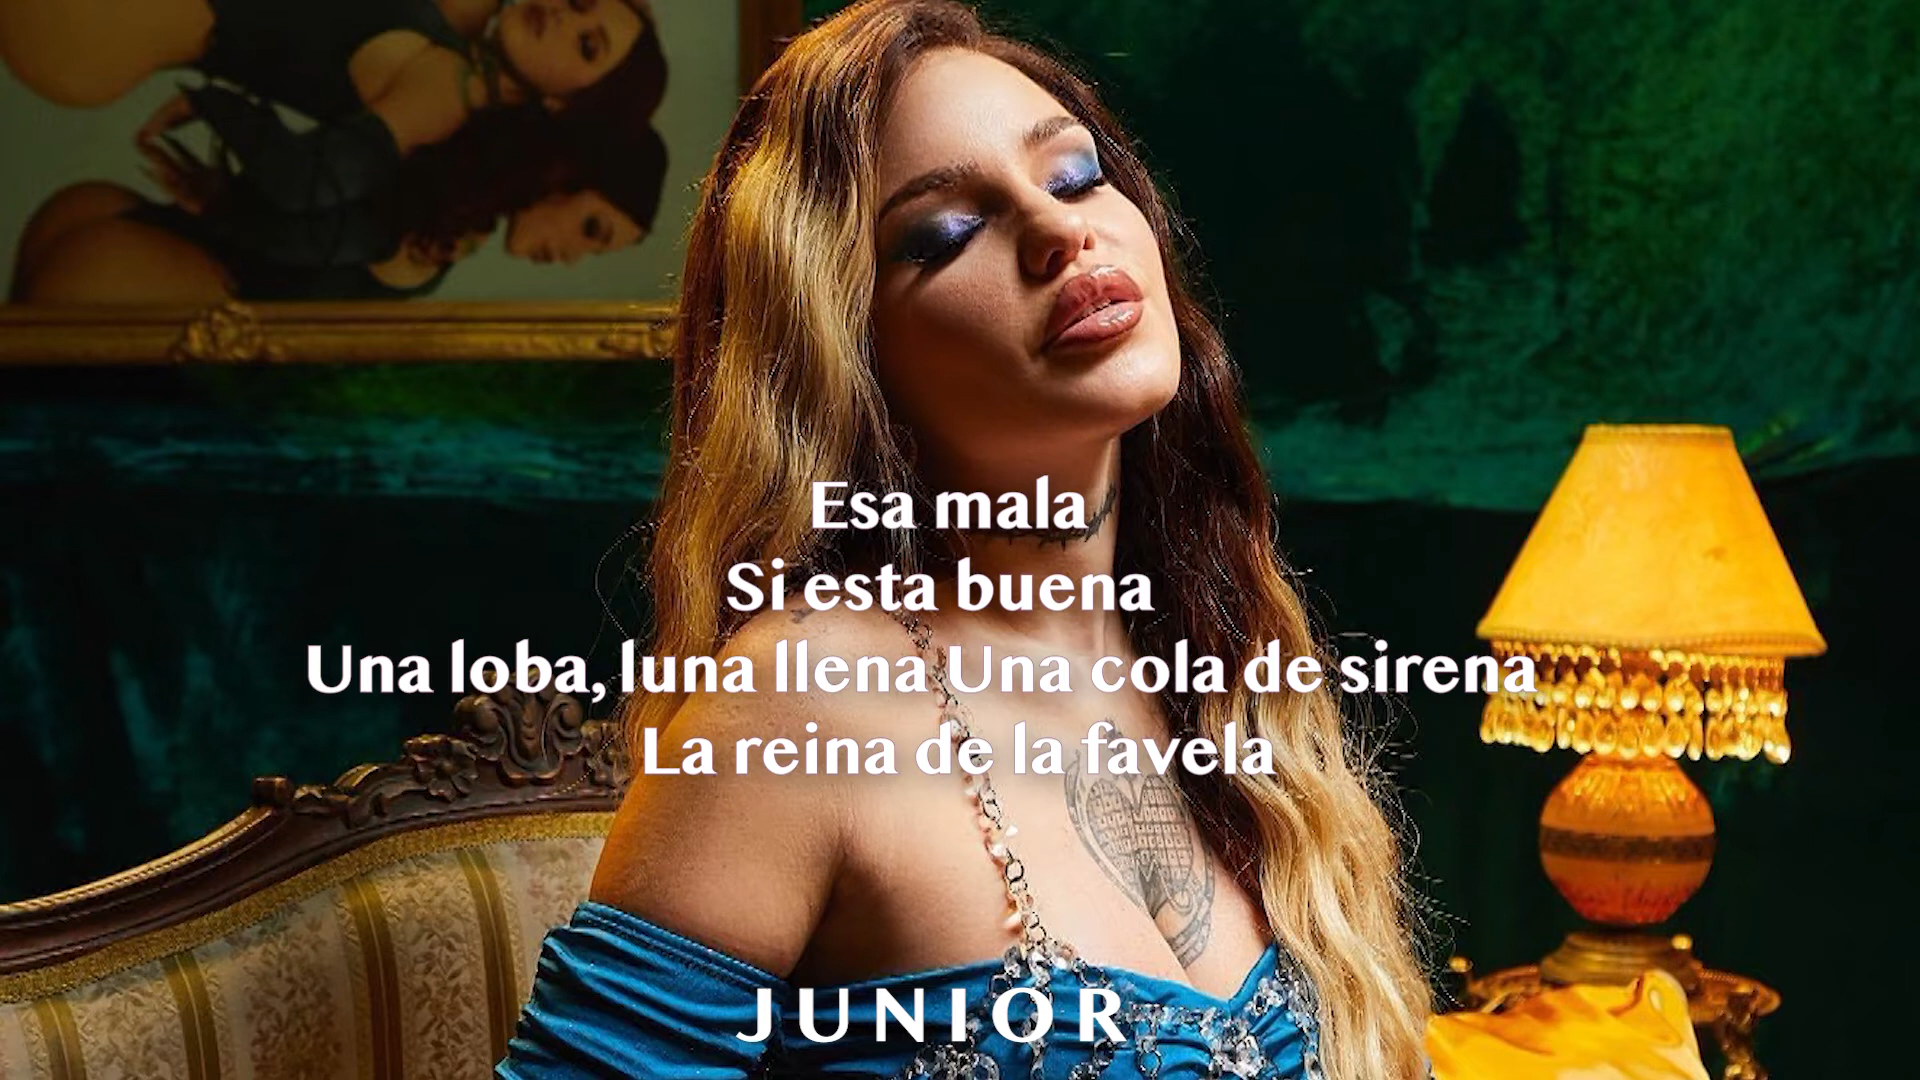 Esa mala
Si esta buena
Una loba, luna llena Una cola de sirena
La reina de la favela
JUNIOR